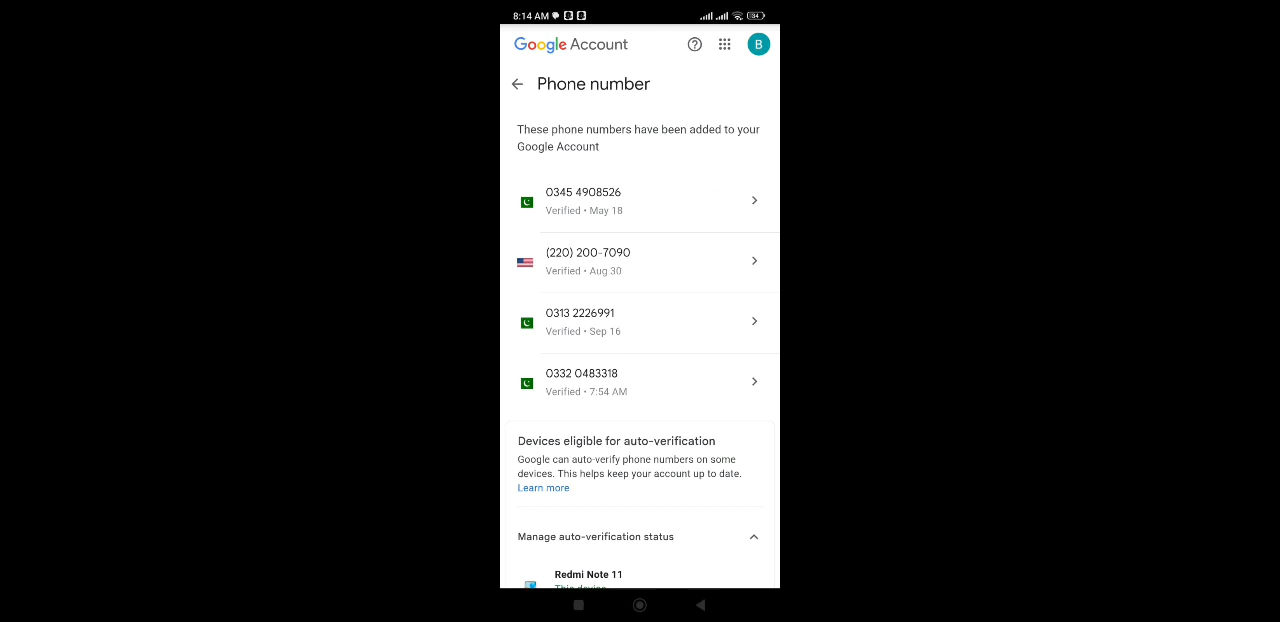 8:14 AM
134
Google Account
B
Phone number
These phone numbers have been added to your
Google Account
0345 4908526
Verified • May 18
(220) 200-7090
Verified • Aug 30
0313 2226991
Verified • Sep 16
0332 0483318
Verified • 7:54 AM
Devices eligible for auto-verification
Google can auto-verify phone numbers on some
devices. This helps keep your account up to date.
Learn more
Manage auto-verification status
Redmi Note 11
This device